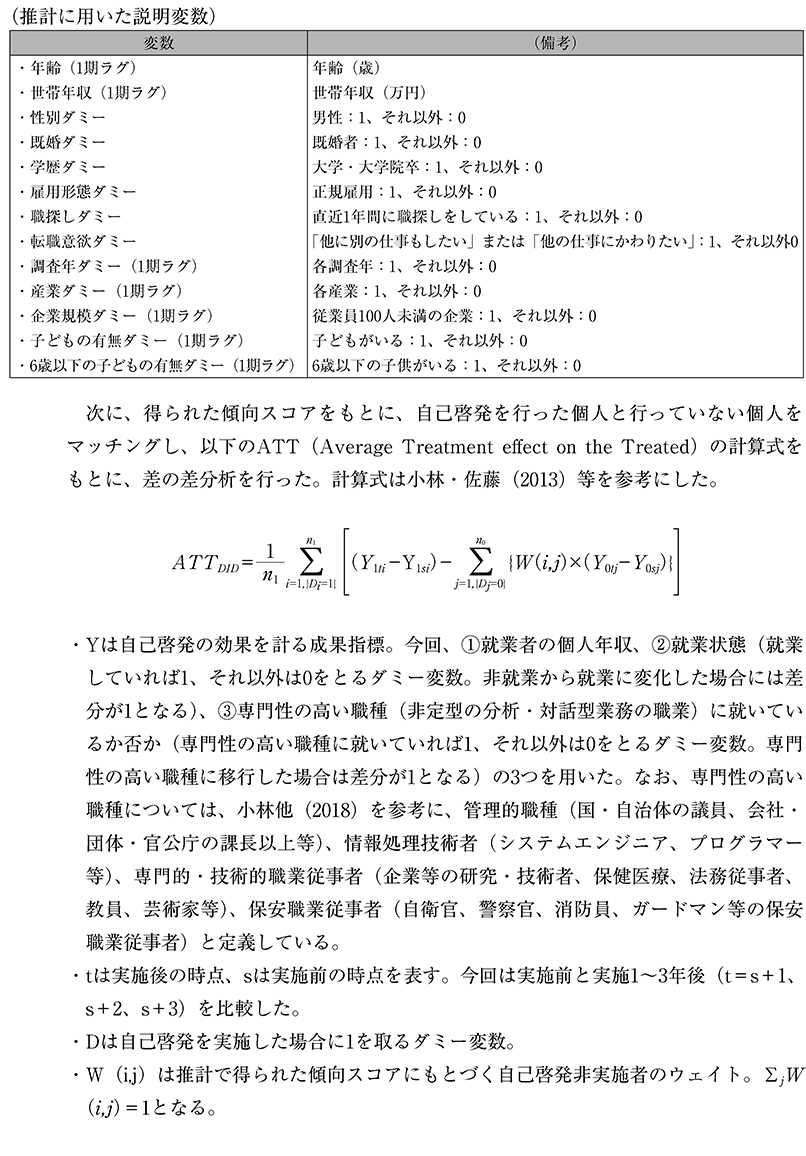 （推計に用いた説明変数）
変数 （備考）
・年齢（1期ラグ） 年齢（歳）
・世帯年収（1期ラグ） 世帯年収（万円）
・性別ダミー 男性：1、それ以外：0
・既婚ダミー 既婚者：1、それ以外：0
・学歴ダミー 大学・大学院卒：1、それ以外：0
・雇用形態ダミー 正規雇用：1、それ以外：0
・職探しダミー 直近1年間に職探しをしている：1、それ以外：0
・転職意欲ダミー 「他に別の仕事もしたい」または「他の仕事にかわりたい」：1、それ以外0
・調査年ダミー（1期ラグ） 各調査年：1、それ以外：0
・産業ダミー（1期ラグ） 各産業：1、それ以外：0
・企業規模ダミー（1期ラグ） 従業員100人未満の企業：1、それ以外：0
・子どもの有無ダミー（1期ラグ） 子どもがいる：1、それ以外：0
・6歳以下の子どもの有無ダミー（1期ラグ） 6歳以下の子供がいる：1、それ以外：0
次に、得られた傾向スコアをもとに、自己啓発を行った個人と行っていない個人を
マッチングし、以下のATT（Average Treatment effect on the Treated）の計算式を
もとに、差の差分析を行った。計算式は小林・佐藤（2013）等を参考にした。
ATT_DID = 1/n₁ Σ_{i=1,|Di=1|}^{n₁} [(Y1ti−Y1si)− Σ_{j=1,|Dj=0|}^{n₀} {W(i,j)×(Y0tj−Y0sj)}]
・Yは自己啓発の効果を計る成果指標。今回、①就業者の個人年収、②就業状態（就業
していれば1、それ以外は0をとるダミー変数。非就業から就業に変化した場合には差
分が1となる）、③専門性の高い職種（非定型の分析・対話型業務の職業）に就いてい
るか否か（専門性の高い職種に就いていれば1、それ以外は0をとるダミー変数。専門
性の高い職種に移行した場合は差分が1となる）の3つを用いた。なお、専門性の高い
職種については、小林他（2018）を参考に、管理的職種（国・自治体の議員、会社・
団体・官公庁の課長以上等）、情報処理技術者（システムエンジニア、プログラマー
等）、専門的・技術的職業従事者（企業等の研究・技術者、保健医療、法務従事者、
教員、芸術家等）、保安職業従事者（自衛官、警察官、消防員、ガードマン等の保安
職業従事者）と定義している。
・tは実施後の時点、sは実施前の時点を表す。今回は実施前と実施1～3年後（t＝s＋1、
s＋2、s＋3）を比較した。
・Dは自己啓発を実施した場合に1を取るダミー変数。
・W（i,j）は推計で得られた傾向スコアにもとづく自己啓発非実施者のウェイト。ΣjW
（i,j）＝1となる。